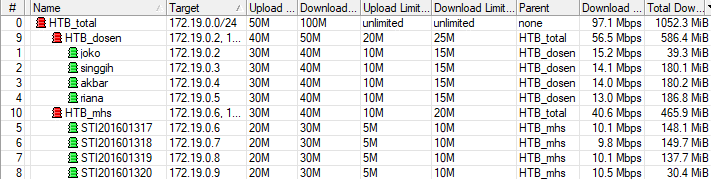 # Name Target Upload ... Download ... Upload Limit... Download Limi... Parent Download ... Total Dow...
0 HTB_total 172.19.0.0/24 50M 100M unlimited unlimited none 97.1 Mbps 1052.3 MiB
9 HTB_dosen 172.19.0.2, 1... 40M 50M 20M 25M HTB_total 56.5 Mbps 586.4 MiB
1 joko 172.19.0.2 30M 40M 10M 15M HTB_dosen 15.2 Mbps 39.3 MiB
2 singgih 172.19.0.3 30M 40M 10M 15M HTB_dosen 14.1 Mbps 180.1 MiB
3 akbar 172.19.0.4 30M 40M 10M 15M HTB_dosen 14.0 Mbps 180.2 MiB
4 riana 172.19.0.5 30M 40M 10M 15M HTB_dosen 13.0 Mbps 186.8 MiB
10 HTB_mhs 172.19.0.6, 1... 30M 40M 10M 20M HTB_total 40.6 Mbps 465.9 MiB
5 STI201601317 172.19.0.6 20M 30M 5M 10M HTB_mhs 10.1 Mbps 148.1 MiB
6 STI201601318 172.19.0.7 20M 30M 5M 10M HTB_mhs 9.8 Mbps 149.7 MiB
7 STI201601319 172.19.0.8 20M 30M 5M 10M HTB_mhs 10.1 Mbps 137.7 MiB
8 STI201601320 172.19.0.9 20M 30M 5M 10M HTB_mhs 10.5 Mbps 30.4 MiB